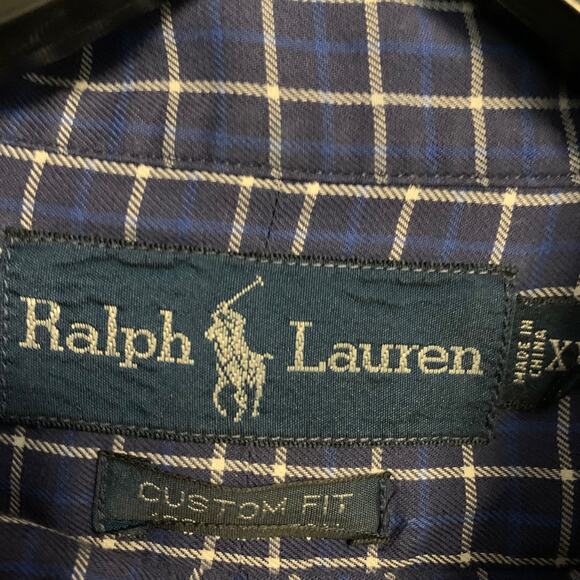 Ralph Lauren
MADE IN
CHINA
CUSTOM FIT